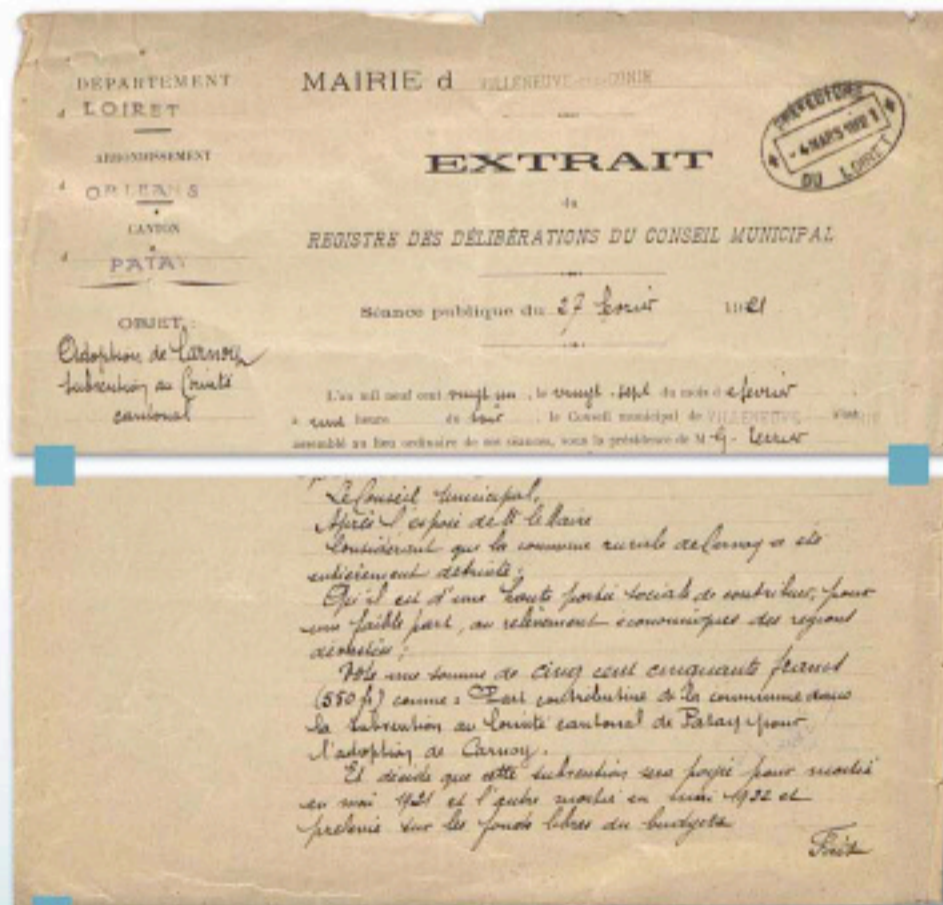 DÉPARTEMENT
d LOIRET
ARRONDISSEMENT
d ORLEANS
CANTON
d PATAY
OBJET :
Adoption de Carnoy
subvention au Comité
cantonal
MAIRIE d VILLENEUVE-SUR-CONIE
EXTRAIT
du
REGISTRE DES DÉLIBÉRATIONS DU CONSEIL MUNICIPAL
Séance publique du 27 février 1921
PRÉFECTURE
- 4 MARS 1921
DU LOIRET
L'an mil neuf cent vingt un, le vingt-sept du mois d février
à une heure du soir, le Conseil municipal de VILLENEUVE
assemblé au lieu ordinaire de ses séances, sous la présidence de M G.
Le Conseil Municipal,
Après l'exposé de M le Maire
Considérant que la commune rurale de Carnoy a été
entièrement détruite;
Qu'il est d'une haute portée sociale de contribuer, pour
une faible part, au relèvement économique des régions
dévastées;
Vote une somme de cinq cent cinquante francs
(550 f) comme : Part contributive de la commune dans
la subvention au Comité cantonal de Patay pour
l'adoption de Carnoy.
Et décide que cette subvention sera payée pour moitié
en mai 1921 et l'autre moitié en mai 1922 et
prélevée sur les fonds libres du budget.